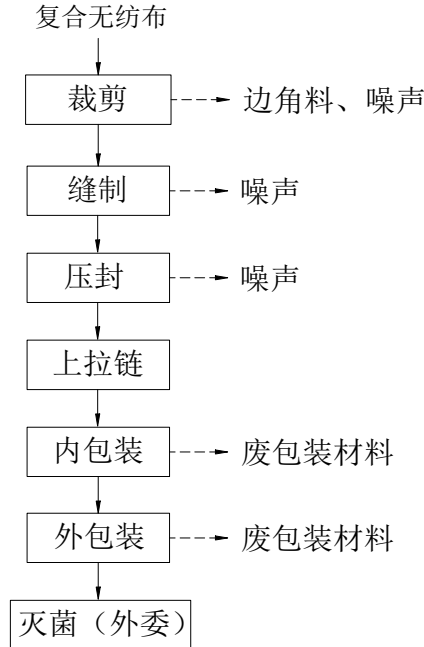 复合无纺布
裁剪
边角料、噪声
缝制
噪声
压封
噪声
上拉链
内包装
废包装材料
外包装
废包装材料
灭菌（外委）